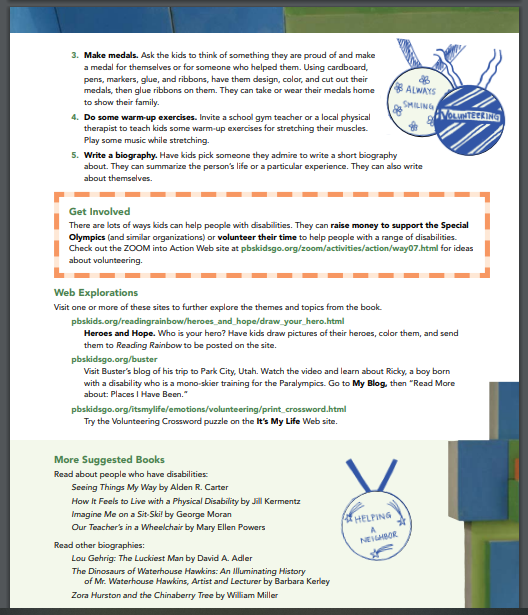 3. Make medals. Ask the kids to think of something they are proud of and make
a medal for themselves or for someone who helped them. Using cardboard,
pens, markers, glue, and ribbons, have them design, color, and cut out their
medals, then glue ribbons on them. They can take or wear their medals home
to show their family.
4. Do some warm-up exercises. Invite a school gym teacher or a local physical
therapist to teach kids some warm-up exercises for stretching their muscles.
Play some music while stretching.
5. Write a biography. Have kids pick someone they admire to write a short biography
about. They can summarize the person's life or a particular experience. They can also write
about themselves.
ALWAYS
SMILING
VOLUNTEERING
Get Involved
There are lots of ways kids can help people with disabilities. They can raise money to support the Special
Olympics (and similar organizations) or volunteer their time to help people with a range of disabilities.
Check out the ZOOM into Action Web site at pbskidsgo.org/zoom/activities/action/way07.html for ideas
about volunteering.
Web Explorations
Visit one or more of these sites to further explore the themes and topics from the book.
pbskids.org/readingrainbow/heroes_and_hope/draw_your_hero.html
Heroes and Hope. Who is your hero? Have kids draw pictures of their heroes, color them, and send
them to Reading Rainbow to be posted on the site.
pbskidsgo.org/buster
Visit Buster's blog of his trip to Park City, Utah. Watch the video and learn about Ricky, a boy born
with a disability who is a mono-skier training for the Paralympics. Go to My Blog, then "Read More
about: Places I Have Been."
pbskidsgo.org/itsmylife/emotions/volunteering/print_crossword.html
Try the Volunteering Crossword puzzle on the It's My Life Web site.
More Suggested Books
Read about people who have disabilities:
Seeing Things My Way by Alden R. Carter
How It Feels to Live with a Physical Disability by Jill Kermentz
Imagine Me on a Sit-Ski! by George Moran
Our Teacher's in a Wheelchair by Mary Ellen Powers
Read other biographies:
Lou Gehrig: The Luckiest Man by David A. Adler
The Dinosaurs of Waterhouse Hawkins: An Illuminating History
of Mr. Waterhouse Hawkins, Artist and Lecturer by Barbara Kerley
Zora Hurston and the Chinaberry Tree by William Miller
HELPING
A
NEIGHBOR